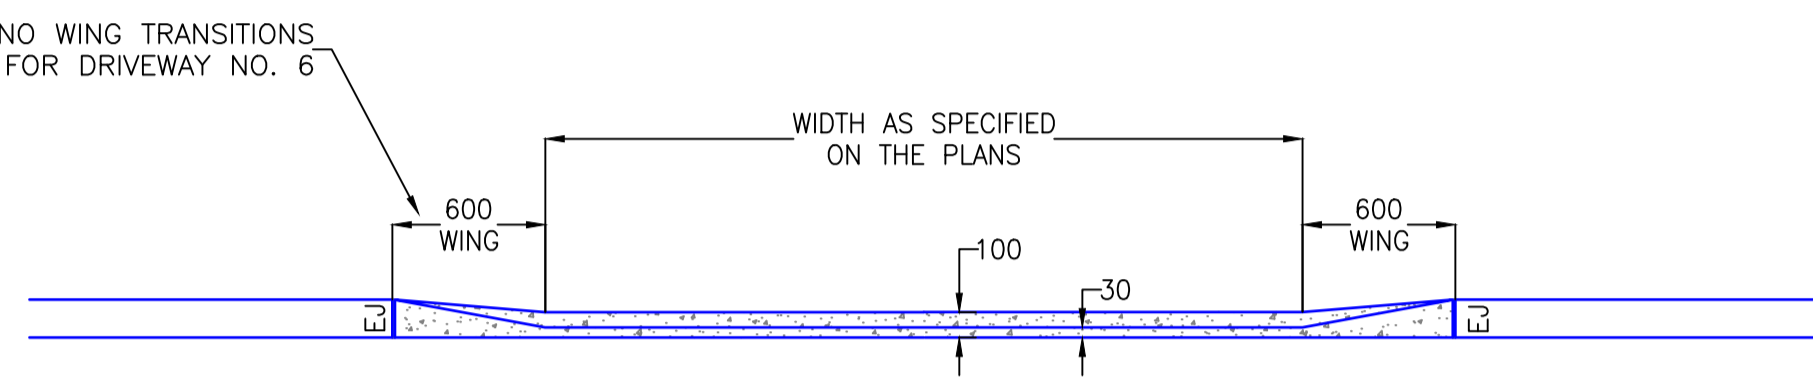 NO WING TRANSITIONS
FOR DRIVEWAY NO. 6
WIDTH AS SPECIFIED
ON THE PLANS
600
WING
600
WING
100
30
EJ
EJ